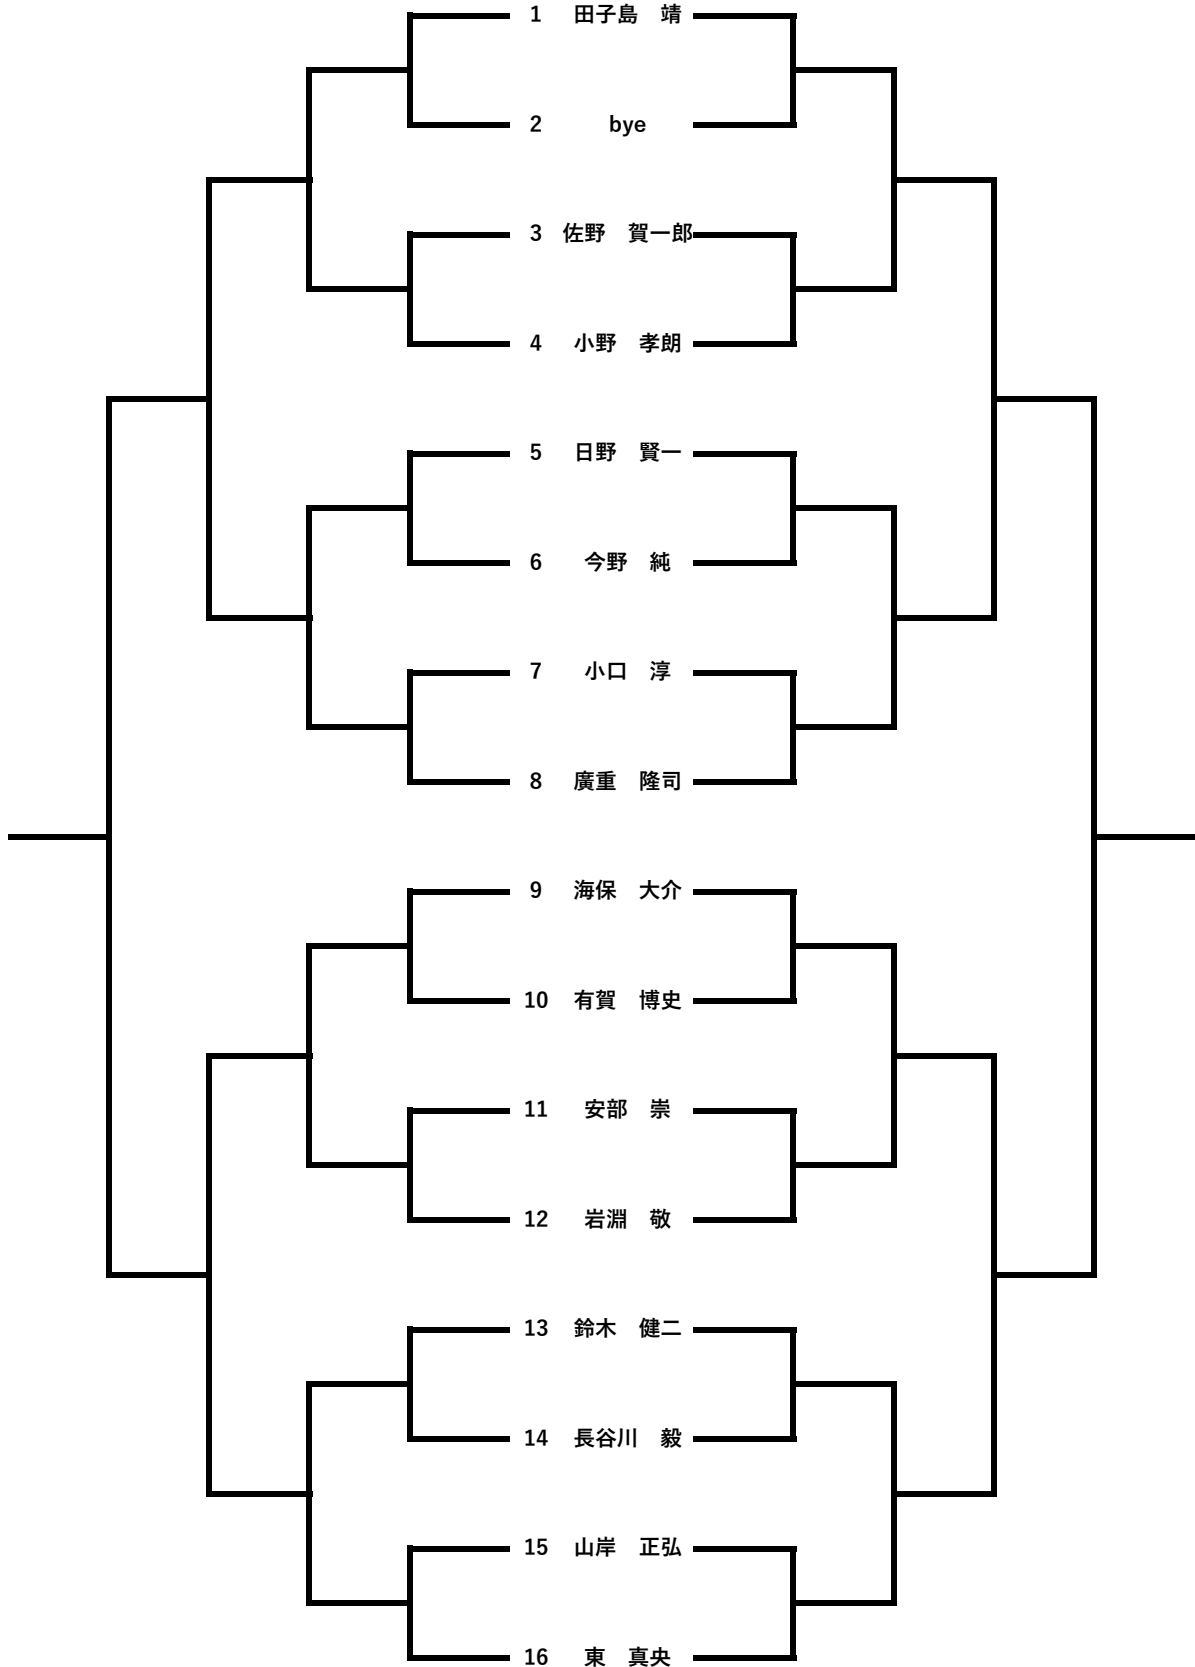 1 田子島　靖
2 bye
3 佐野　賀一郎
4 小野　孝朗
5 日野　賢一
6 今野　純
7 小口　淳
8 廣重　隆司
9 海保　大介
10 有賀　博史
11 安部　崇
12 岩淵　敬
13 鈴木　健二
14 長谷川　毅
15 山岸　正弘
16 東　真央